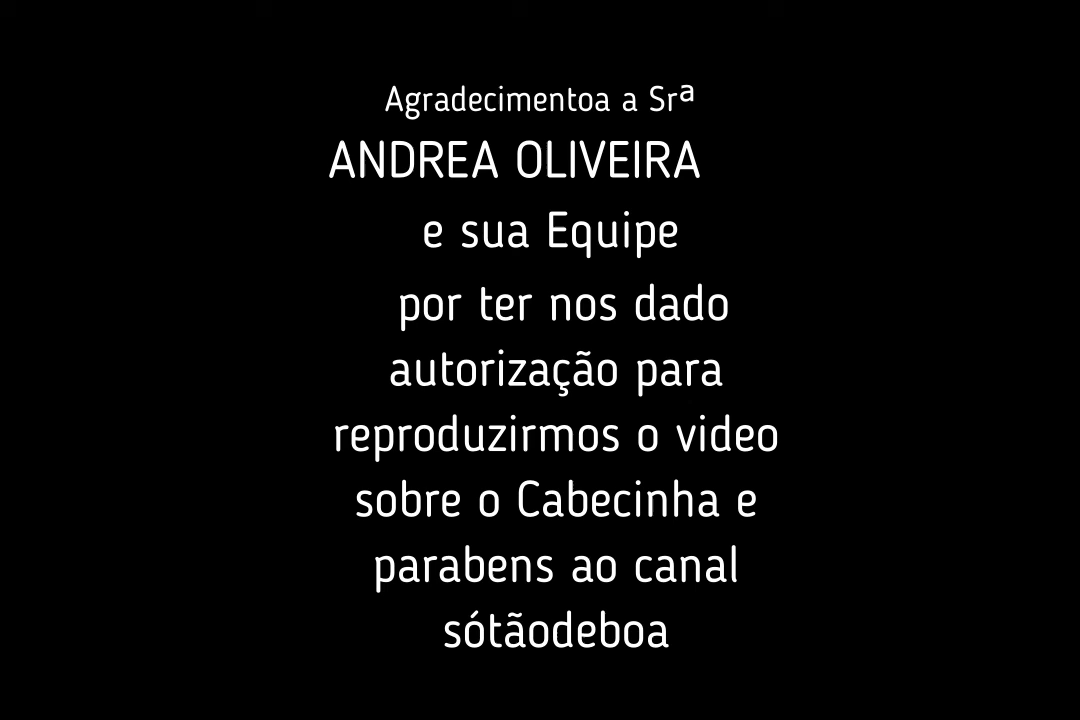 Agradecimentoa a Srª
ANDREA OLIVEIRA
e sua Equipe
por ter nos dado
autorização para
reproduzirmos o video
sobre o Cabecinha e
parabens ao canal
sótãodeboa